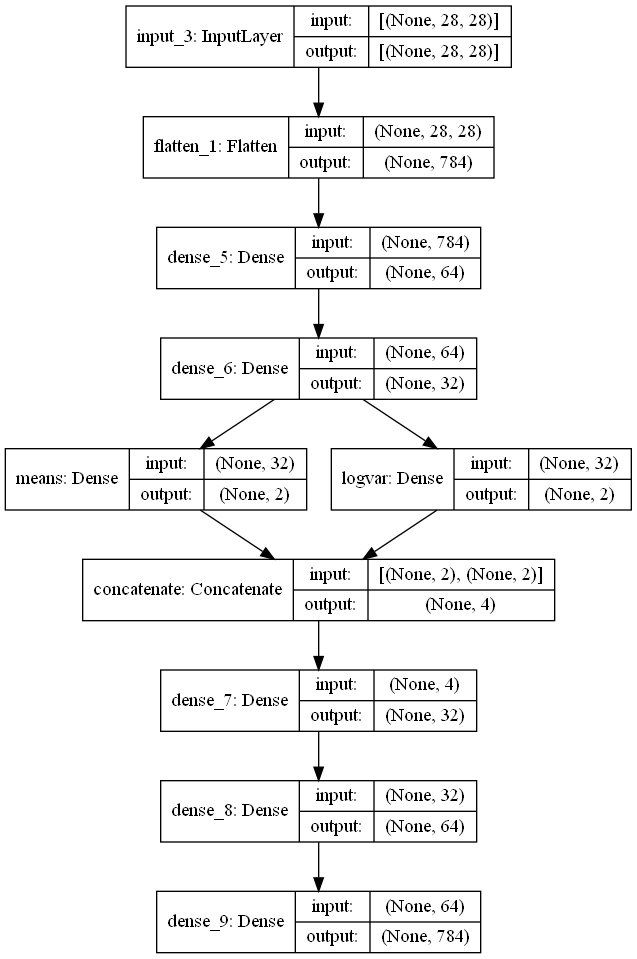 input_3: InputLayer
input: [(None, 28, 28)]
output: [(None, 28, 28)]
flatten_1: Flatten
input: (None, 28, 28)
output: (None, 784)
dense_5: Dense
input: (None, 784)
output: (None, 64)
dense_6: Dense
input: (None, 64)
output: (None, 32)
means: Dense
input: (None, 32)
output: (None, 2)
logvar: Dense
input: (None, 32)
output: (None, 2)
concatenate: Concatenate
input: [(None, 2), (None, 2)]
output: (None, 4)
dense_7: Dense
input: (None, 4)
output: (None, 32)
dense_8: Dense
input: (None, 32)
output: (None, 64)
dense_9: Dense
input: (None, 64)
output: (None, 784)